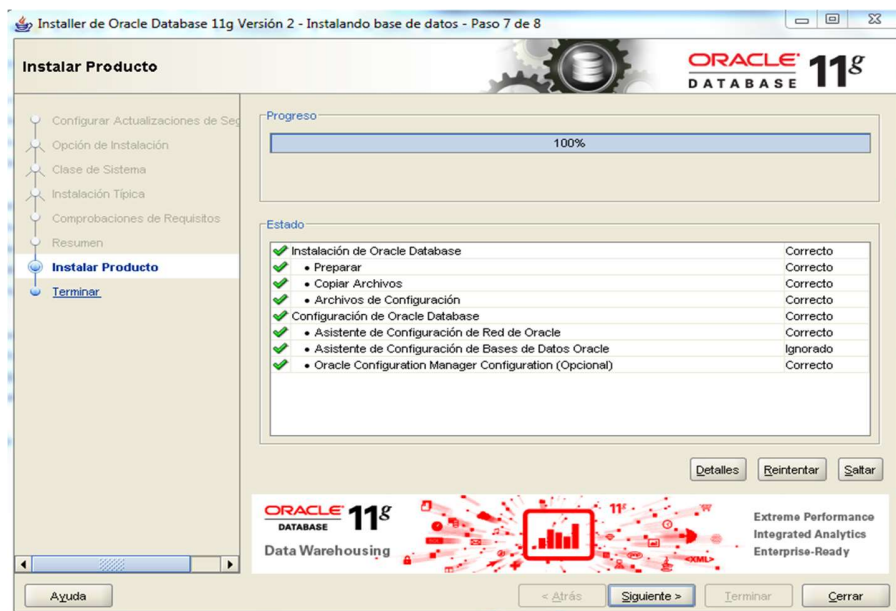 Installer de Oracle Database 11g Versión 2 - Instalando base de datos - Paso 7 de 8
Instalar Producto
ORACLE DATABASE 11g
Configurar Actualizaciones de Seg
Opción de Instalación
Clase de Sistema
Instalación Típica
Comprobaciones de Requisitos
Resumen
Instalar Producto
Terminar
Progreso
100%
Estado
Instalación de Oracle Database Correcto
• Preparar Correcto
• Copiar Archivos Correcto
• Archivos de Configuración Correcto
Configuración de Oracle Database Correcto
• Asistente de Configuración de Red de Oracle Correcto
• Asistente de Configuración de Bases de Datos Oracle Ignorado
• Oracle Configuration Manager Configuration (Opcional) Correcto
Detalles Reintentar Saltar
ORACLE DATABASE 11g
Data Warehousing
11g
<XML>
Extreme Performance
Integrated Analytics
Enterprise-Ready
Ayuda < Atrás Siguiente > Terminar Cerrar